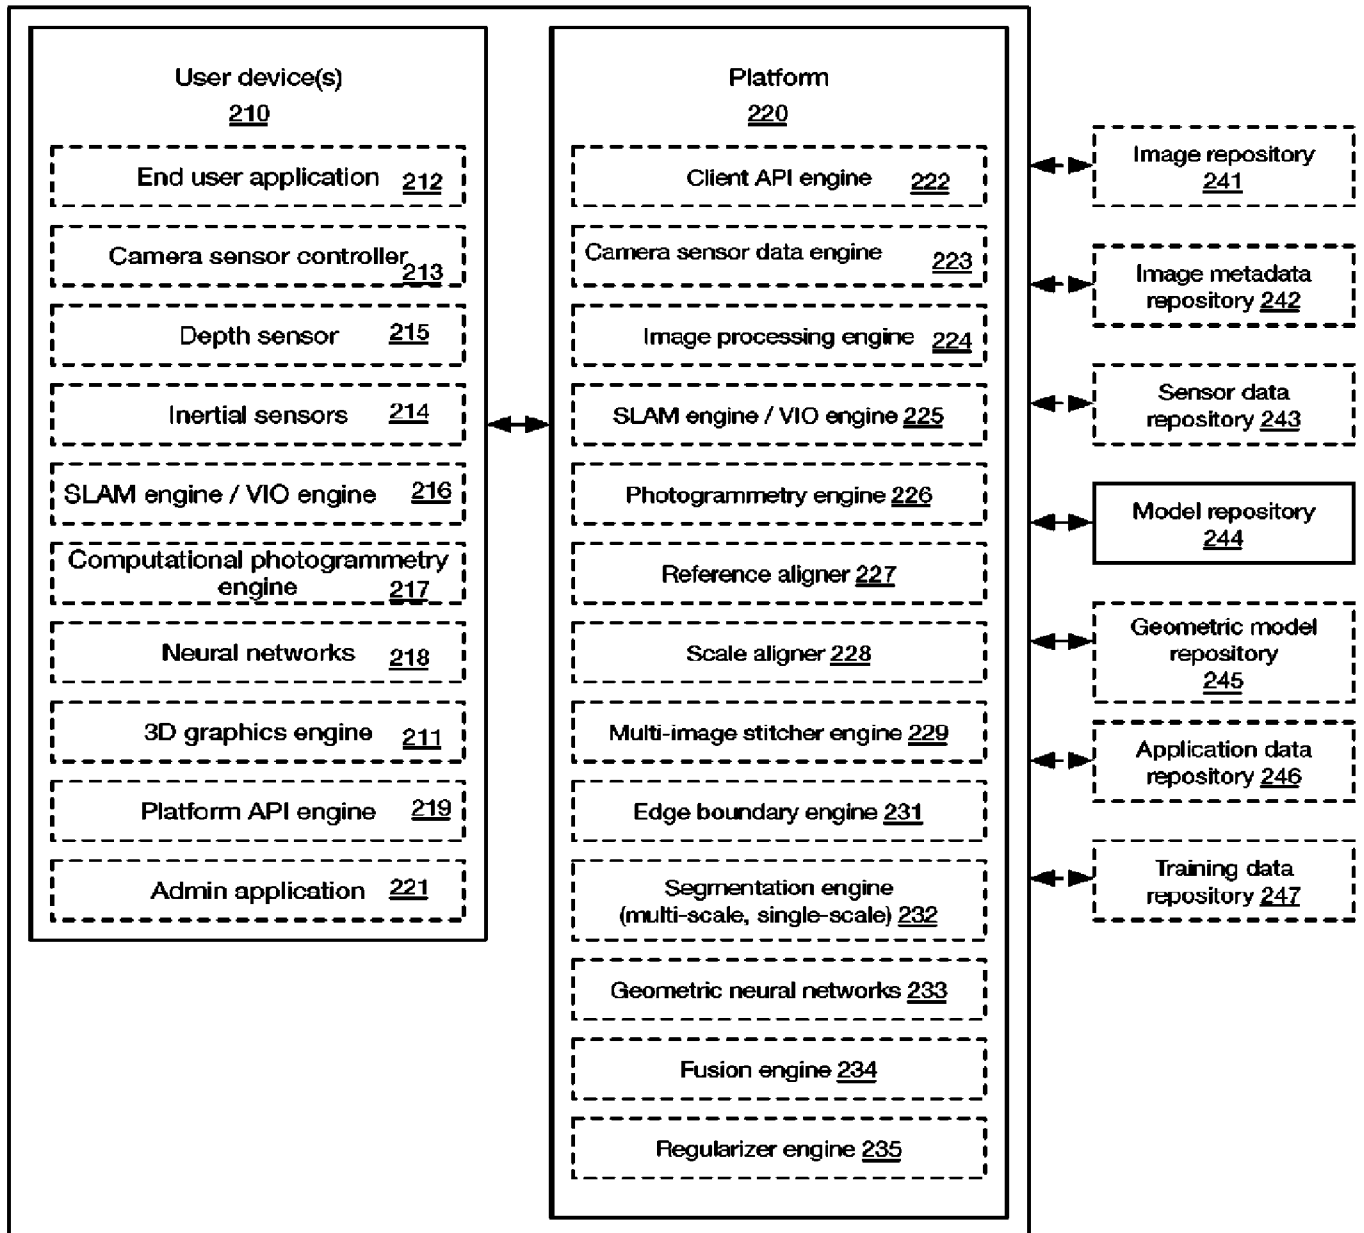 User device(s)
210
End user application 212
Camera sensor controller
213
Depth sensor 215
Inertial sensors 214
SLAM engine / VIO engine 216
Computational photogrammetry
engine 217
Neural networks 218
3D graphics engine 211
Platform API engine 219
Admin application 221
Platform
220
Client API engine 222
Camera sensor data engine 223
Image processing engine 224
SLAM engine / VIO engine 225
Photogrammetry engine 226
Reference aligner 227
Scale aligner 228
Multi-image stitcher engine 229
Edge boundary engine 231
Segmentation engine
(multi-scale, single-scale) 232
Geometric neural networks 233
Fusion engine 234
Regularizer engine 235
Image repository
241
Image metadata
repository 242
Sensor data
repository 243
Model repository
244
Geometric model
repository
245
Application data
repository 246
Training data
repository 247